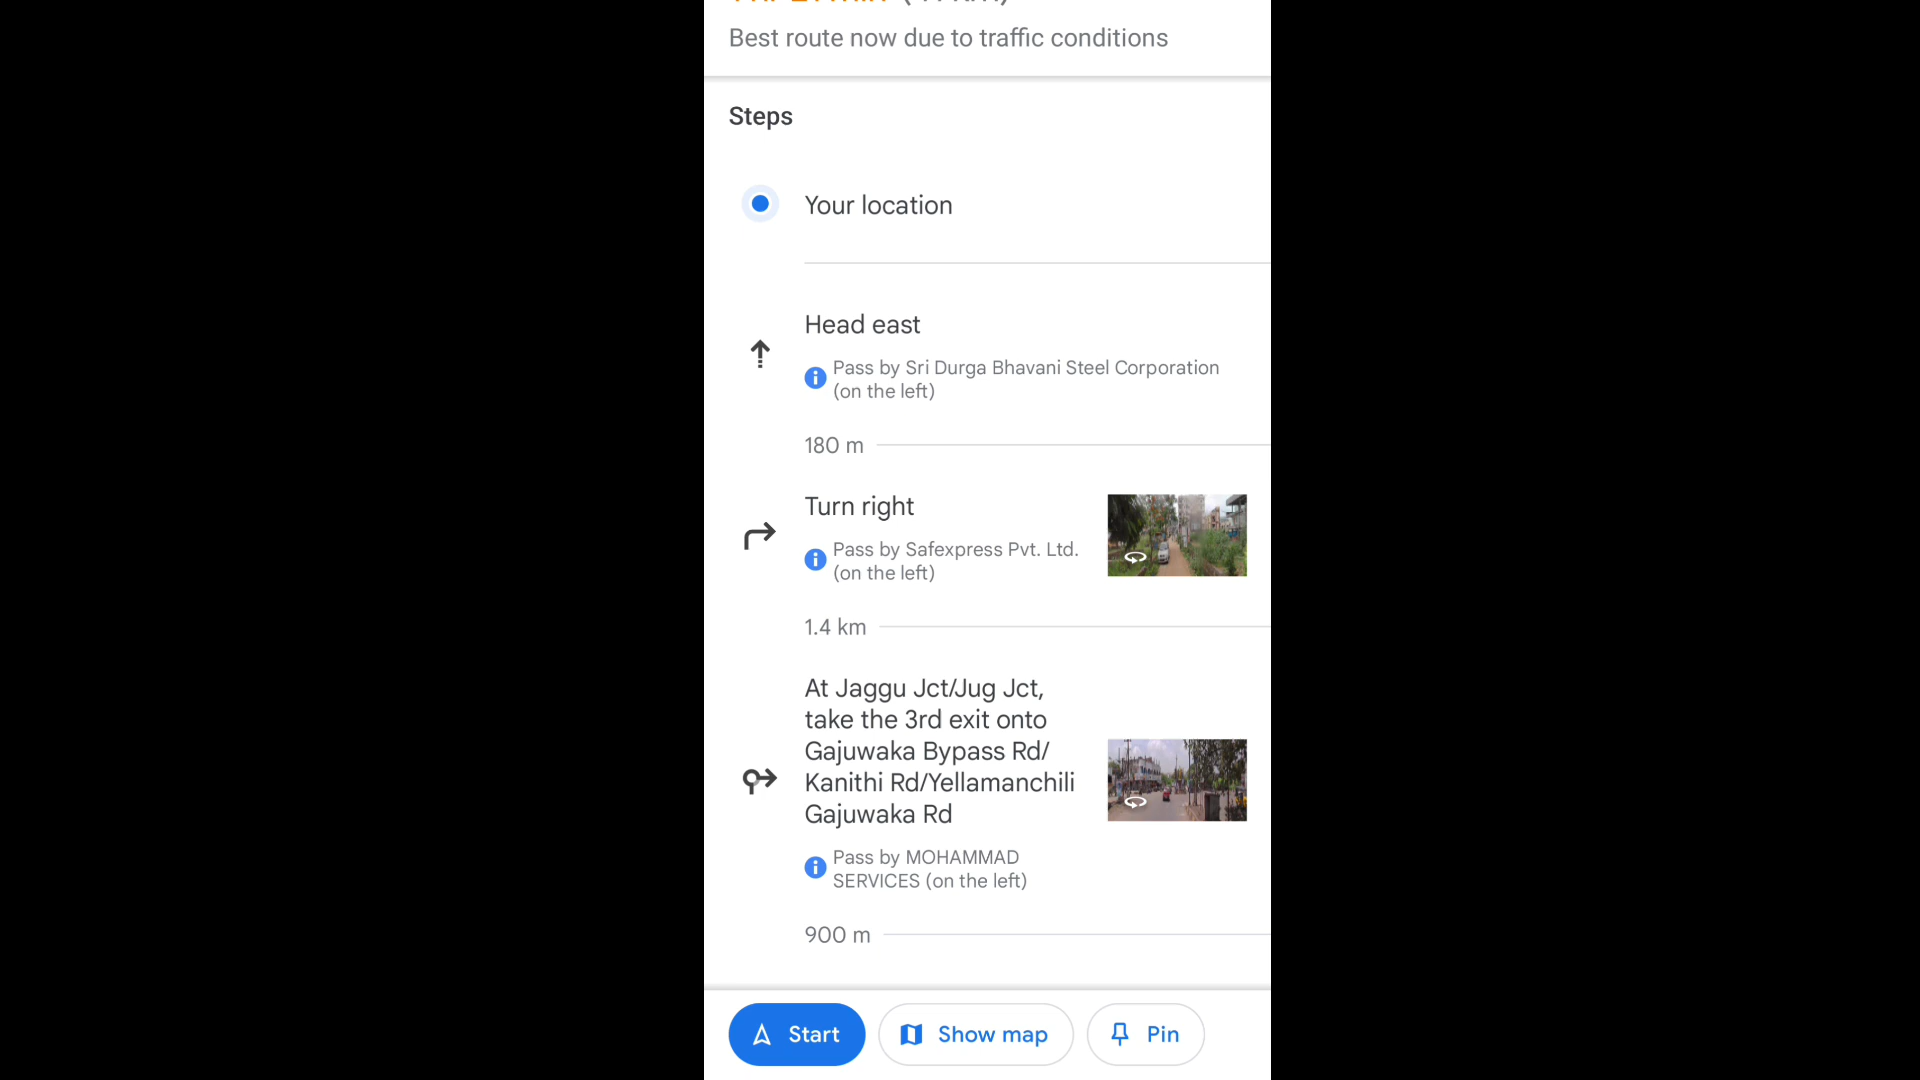 Best route now due to traffic conditions
Steps
Your location
Head east
Pass by Sri Durga Bhavani Steel Corporation
(on the left)
180 m
Turn right
Pass by Safexpress Pvt. Ltd.
(on the left)
1.4 km
At Jaggu Jct/Jug Jct,
take the 3rd exit onto
Gajuwaka Bypass Rd/
Kanithi Rd/Yellamanchili
Gajuwaka Rd
Pass by MOHAMMAD
SERVICES (on the left)
900 m
Start
Show map
Pin